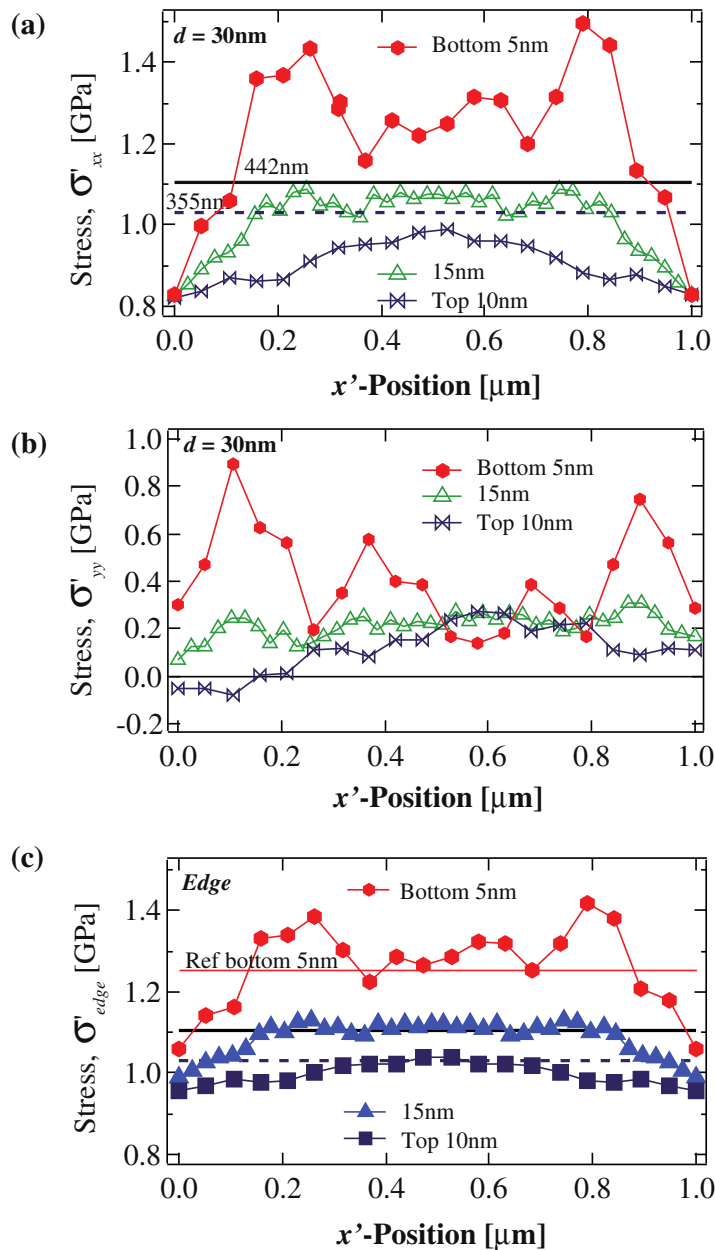 (a)
d = 30nm
Bottom 5nm
442nm
355nm
15nm
Top 10nm
Stress, σ'xx [GPa]
1.4
1.2
1.0
0.8
0.0 0.2 0.4 0.6 0.8 1.0
x’-Position [μm]
(b)
d = 30nm
Bottom 5nm
15nm
Top 10nm
Stress, σ'yy [GPa]
1.0
0.8
0.6
0.4
0.2
0.0
-0.2
0.0 0.2 0.4 0.6 0.8 1.0
x’-Position [μm]
(c)
Edge
Bottom 5nm
Ref bottom 5nm
15nm
Top 10nm
Stress, σ'edge [GPa]
1.4
1.2
1.0
0.8
0.0 0.2 0.4 0.6 0.8 1.0
x’-Position [μm]